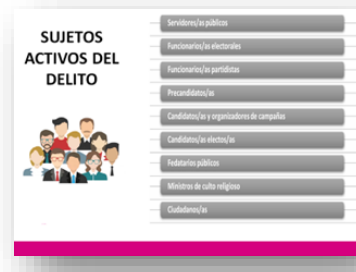 SUJETOS
ACTIVOS DEL
DELITO
Servidores/as públicos
Funcionarios/as electorales
Funcionarios/as partidistas
Precandidatos/as
Candidatos/as y organizadores de campañas
Candidatos/as electos/as
Fedatarios públicos
Ministros de culto religioso
Ciudadanos/as